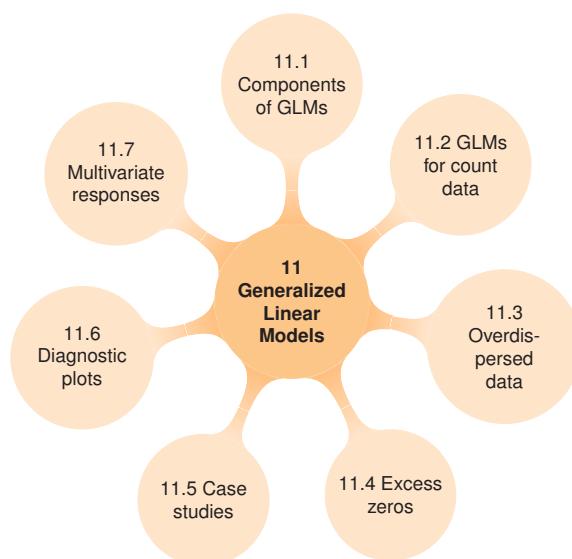 11.1
Components
of GLMs
11.2 GLMs
for count
data
11.3
Overdis-
persed
data
11.4 Excess
zeros
11.5 Case
studies
11.6
Diagnostic
plots
11.7
Multivariate
responses
11
Generalized
Linear
Models